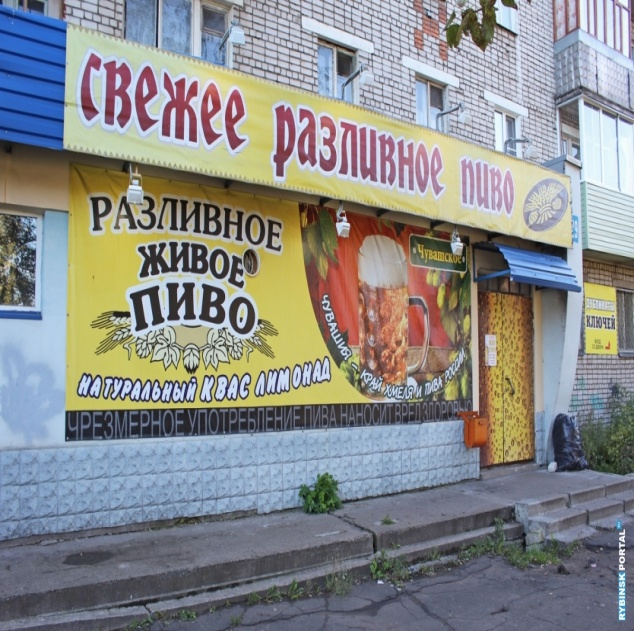 свежее разливное пиво
РАЗЛИВНОЕ
ЖИВОЕ
ПИВО
НАТУРАЛЬНЫЙ КВАС ЛИМОНАД
Чувашское
ЧУВАШИЯ – КРАЙ ХМЕЛЯ И ПИВА РОССИИ
ЧРЕЗМЕРНОЕ УПОТРЕБЛЕНИЕ ПИВА НАНОСИТ ВРЕД ЗДОРОВЬЮ
КЛЮЧЕЙ
RYBINSK PORTAL